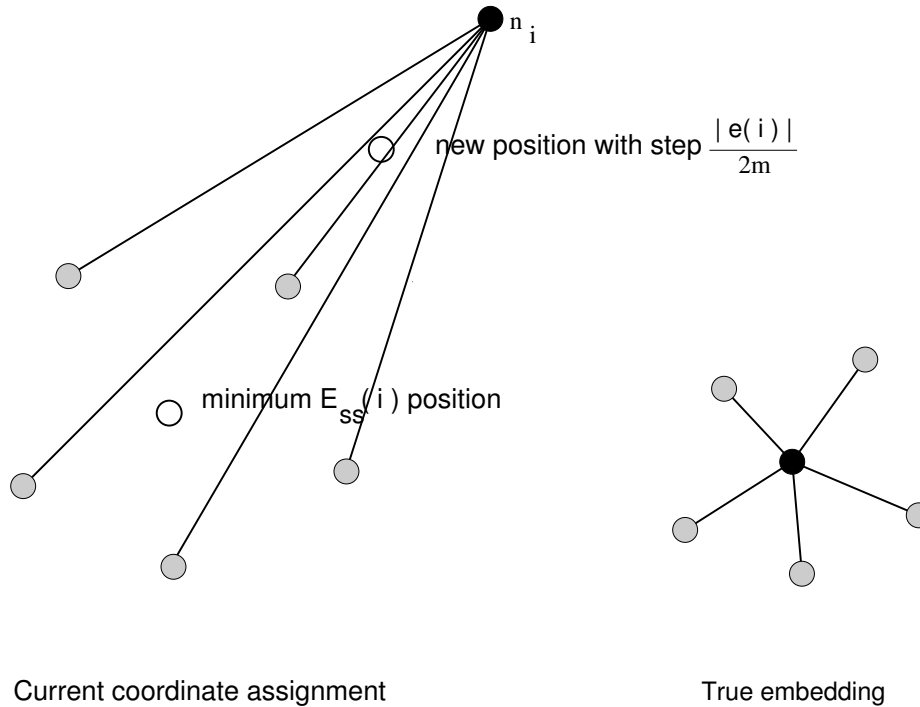 n i
new position with step | e( i ) | / 2m
minimum E ss( i ) position
Current coordinate assignment
True embedding